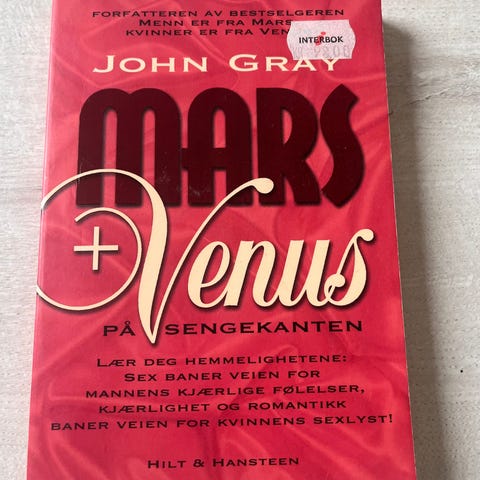 FORFATTEREN AV BESTSELGEREN
MENN ER FRA MARS
KVINNER ER FRA VEN
INTERBOK
JOHN GRAY
MARS
+ Venus
PÅ SENGEKANTEN
LÆR DEG HEMMELIGHETENE:
SEX BANER VEIEN FOR
MANNENS KJÆRLIGE FØLELSER,
KJÆRLIGHET OG ROMANTIKK
BANER VEIEN FOR KVINNENS SEXLYST!
HILT & HANSTEEN